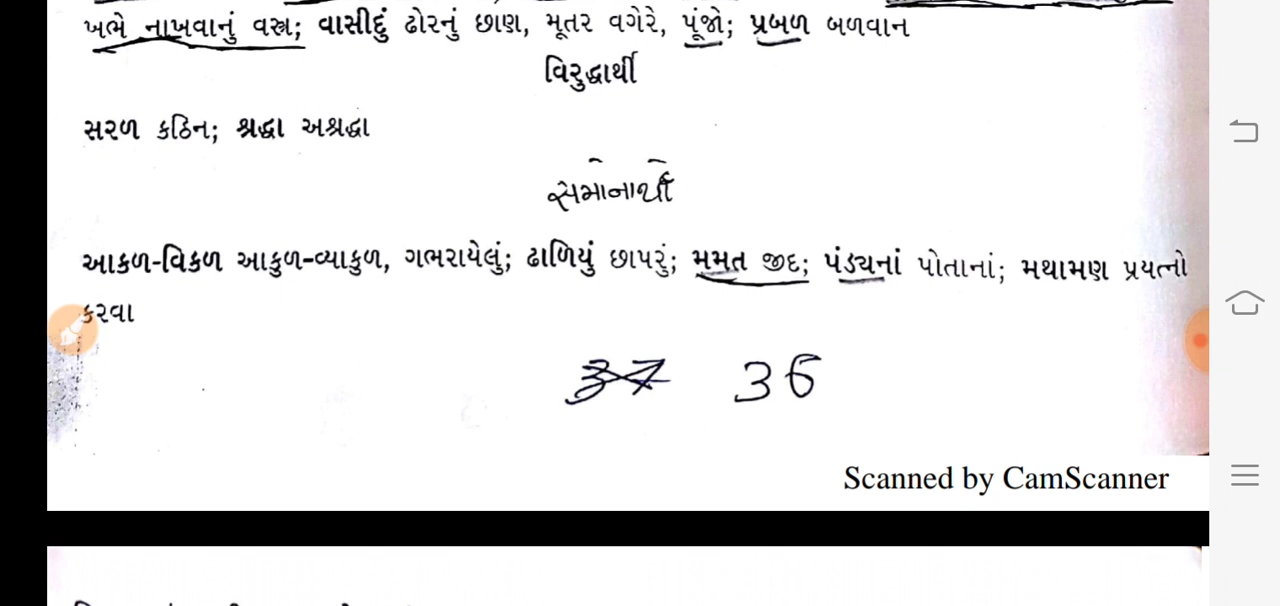 ખભે નાખવાનું વસ્ત્ર; વાસીદું ઢોરનું છાણ, મૂતર વગેરે, પૂંજો; પ્રબળ બળવાન
વિરુદ્ધાર્થી
સરળ કઠિન; શ્રદ્ધા અશ્રદ્ધા
સમાનાર્થી
આકળ-વિકળ આકુળ-વ્યાકુળ, ગભરાયેલું; ઢાળિયું છાપરું; મમત જીદ; પંડ્યનાં પોતાનાં; મથામણ પ્રયત્નો
કરવા
36
Scanned by CamScanner